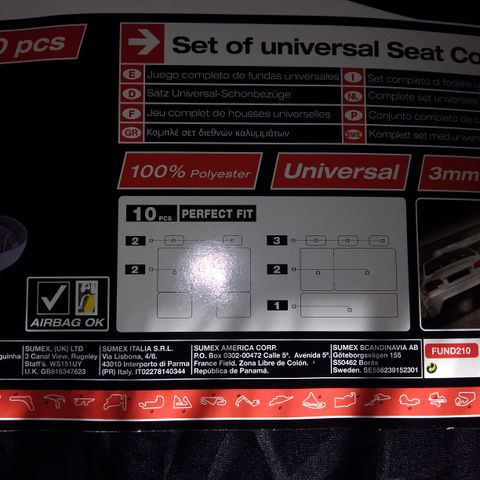 0 pcs
Set of universal Seat Co
E Juego completo de fundas universales
I Set completo di fodere u
D Satz Universal-Schonbezüge
NL Complete set universele
F Jeu complet de housses universelles
P Conjunto completo de c
GR Κομπλέ σετ διεθνών καλυμμάτων
SWE Komplett set med univer
100% Polyester
Universal
3mm
10 PCS PERFECT FIT
2
3
2
2
1
AIRBAG OK
guinha
SUMEX, (UK) LTD
3 Canal View, Rugeley
Staff's. WS151UY
U.K. GB816347623
SUMEX ITALIA S.R.L.
Via Lisbona, 4/6.
43010 Interporto di Parma
(PR) Italy. IT02278140344
SUMEX AMERICA CORP.
P.O. Box 0302-00472 Calle 5ª. Avenida 5ª.
France Field. Zona Libre de Colón.
República de Panamá.
SUMEX SCANDINAVIA AB
Göteborgsvägen 155
S50462 Borás
Sweden. SE556239152301
FUND210